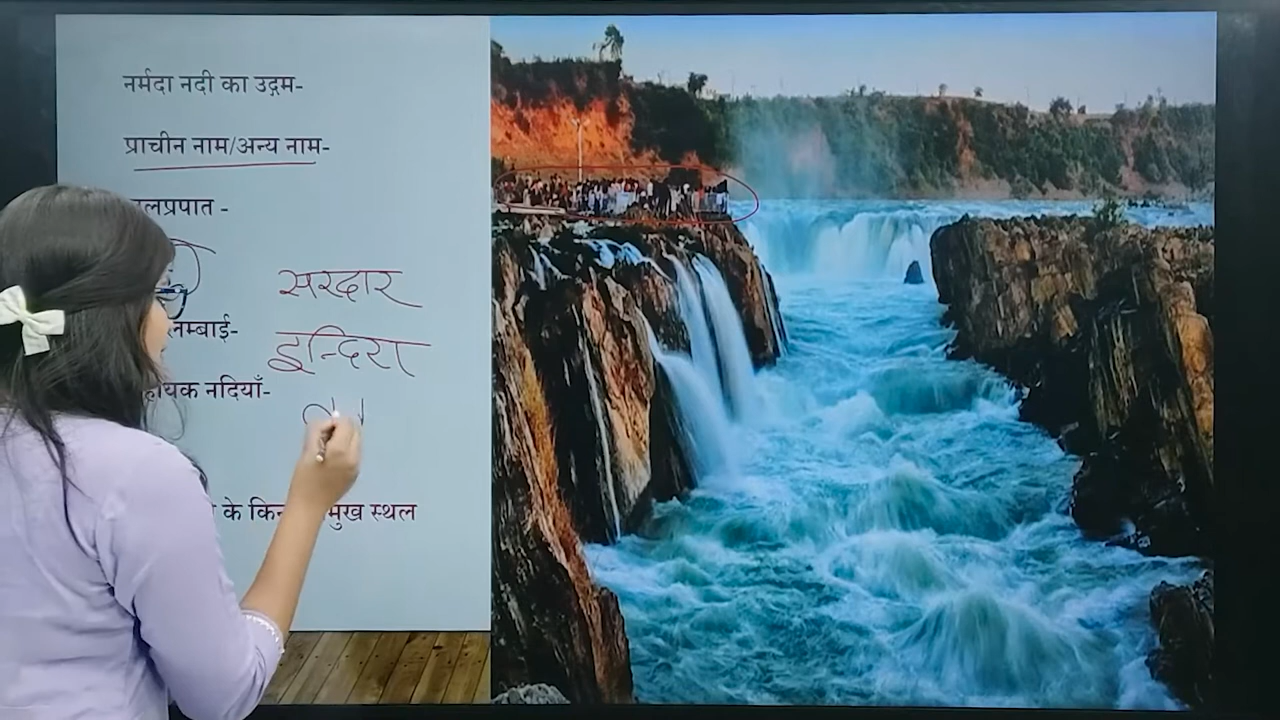 नर्मदा नदी का उद्गम-
प्राचीन नाम/अन्य नाम-
लप्रपात -
सरदार
लम्बाई-
इन्दिरा
हायक नदियाँ-
के किन मुख स्थल